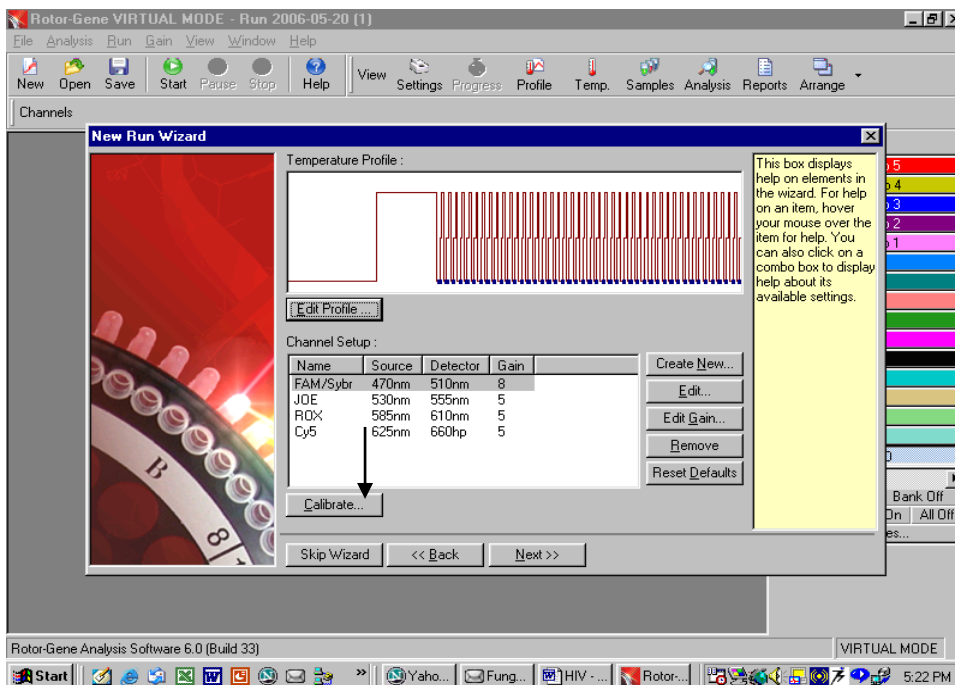 Rotor-Gene VIRTUAL MODE - Run 2006-05-20 (1)
File Analysis Run Gain View Window Help
New Open Save Start Pause Stop Help View Settings Progress Profile Temp. Samples Analysis Reports Arrange
Channels
New Run Wizard
Temperature Profile :
Edit Profile ...
Channel Setup :
Name Source Detector Gain
FAM/Sybr 470nm 510nm 8
JOE 530nm 555nm 5
ROX 585nm 610nm 5
Cy5 625nm 660hp 5
Create New...
Edit...
Edit Gain...
Remove
Reset Defaults
Calibrate...
Skip Wizard << Back Next >>
This box displays
help on elements in
the wizard. For help
on an item, hover
your mouse over the
item for help. You
can also click on a
combo box to display
help about its
available settings.
B
8
5
4
3
2
1
Bank Off
On All Off
es...
Rotor-Gene Analysis Software 6.0 (Build 33) VIRTUAL MODE
Start » Yaho... Fung... HIV - ... Rotor-... 5:22 PM